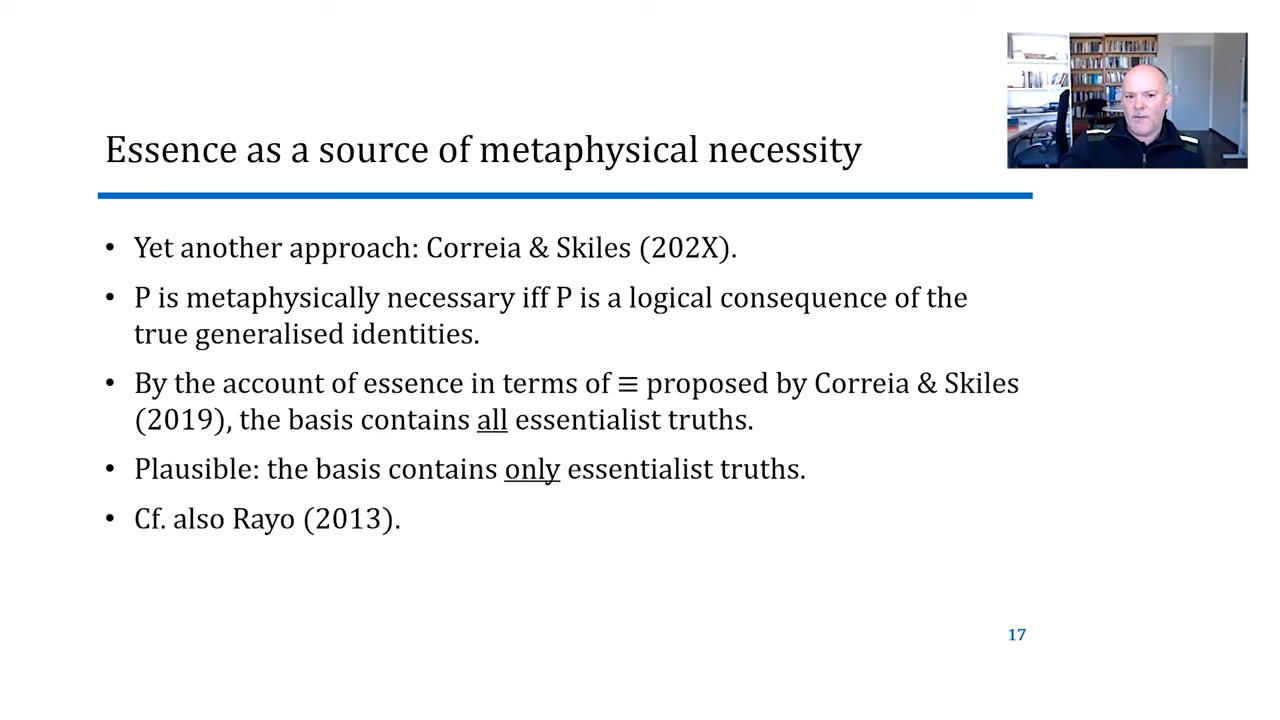 Essence as a source of metaphysical necessity
• Yet another approach: Correia & Skiles (202X).
• P is metaphysically necessary iff P is a logical consequence of the
true generalised identities.
• By the account of essence in terms of ≡ proposed by Correia & Skiles
(2019), the basis contains all essentialist truths.
• Plausible: the basis contains only essentialist truths.
• Cf. also Rayo (2013).
17